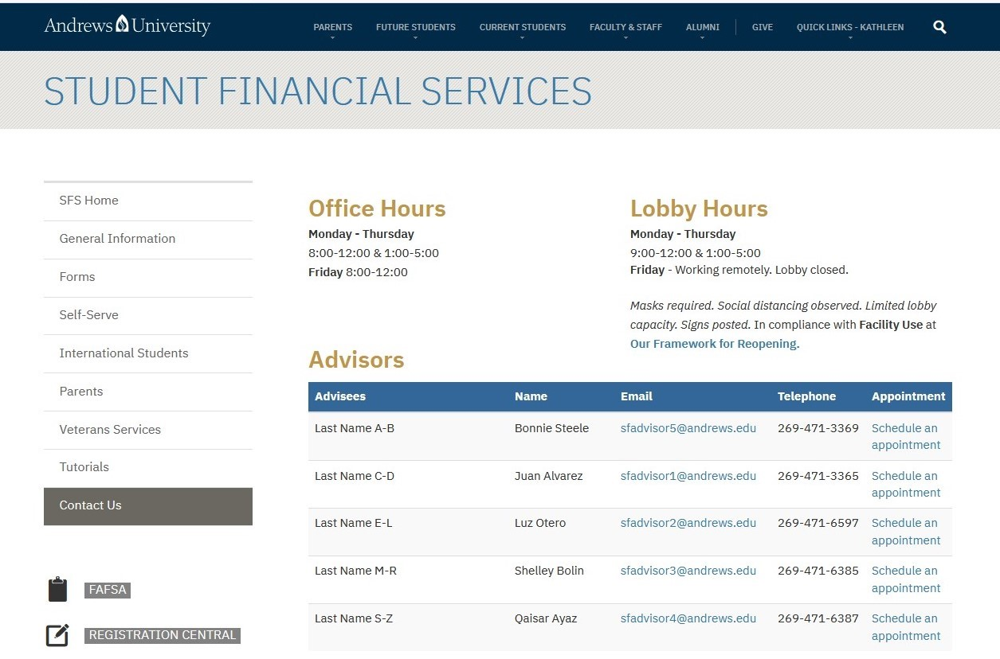 Andrews University
PARENTS FUTURE STUDENTS CURRENT STUDENTS FACULTY & STAFF ALUMNI GIVE QUICK LINKS - KATHLEEN
STUDENT FINANCIAL SERVICES
SFS Home
General Information
Forms
Self-Serve
International Students
Parents
Veterans Services
Tutorials
Contact Us
FAFSA
REGISTRATION CENTRAL
Office Hours
Monday - Thursday
8:00-12:00 & 1:00-5:00
Friday 8:00-12:00
Lobby Hours
Monday - Thursday
9:00-12:00 & 1:00-5:00
Friday - Working remotely. Lobby closed.
Masks required. Social distancing observed. Limited lobby
capacity. Signs posted. In compliance with Facility Use at
Our Framework for Reopening.
Advisors
Advisees Name Email Telephone Appointment
Last Name A-B Bonnie Steele sfadvisor5@andrews.edu 269-471-3369 Schedule an
appointment
Last Name C-D Juan Alvarez sfadvisor1@andrews.edu 269-471-3365 Schedule an
appointment
Last Name E-L Luz Otero sfadvisor2@andrews.edu 269-471-6597 Schedule an
appointment
Last Name M-R Shelley Bolin sfadvisor3@andrews.edu 269-471-6385 Schedule an
appointment
Last Name S-Z Qaisar Ayaz sfadvisor4@andrews.edu 269-471-6387 Schedule an
appointment